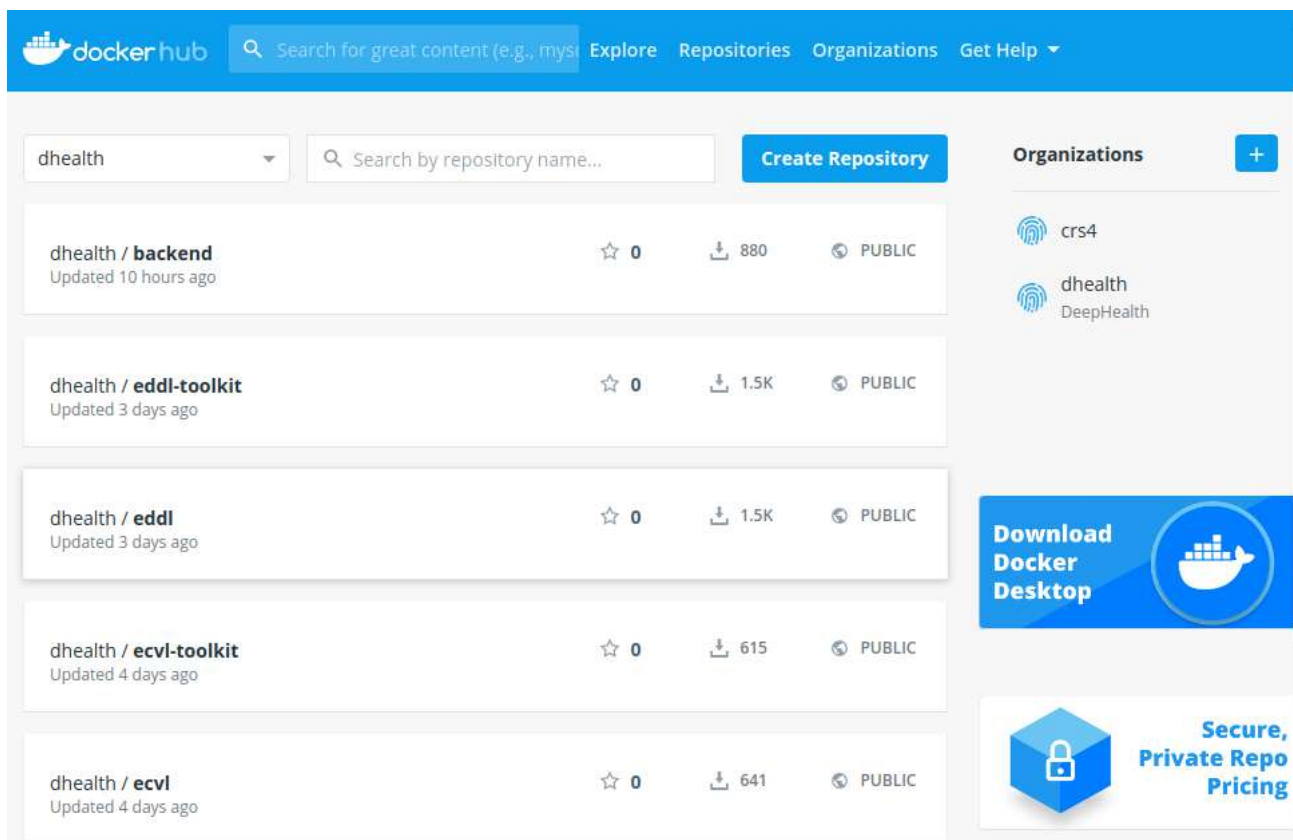 dockerhub
Search for great content (e.g., mys
Explore Repositories Organizations Get Help
dhealth
Search by repository name...
Create Repository
Organizations
+
dhealth / backend
Updated 10 hours ago
0
880
PUBLIC
crs4
dhealth
DeepHealth
dhealth / eddl-toolkit
Updated 3 days ago
0
1.5K
PUBLIC
dhealth / eddl
Updated 3 days ago
0
1.5K
PUBLIC
Download
Docker
Desktop
dhealth / ecvl-toolkit
Updated 4 days ago
0
615
PUBLIC
Secure,
Private Repo
Pricing
dhealth / ecvl
Updated 4 days ago
0
641
PUBLIC